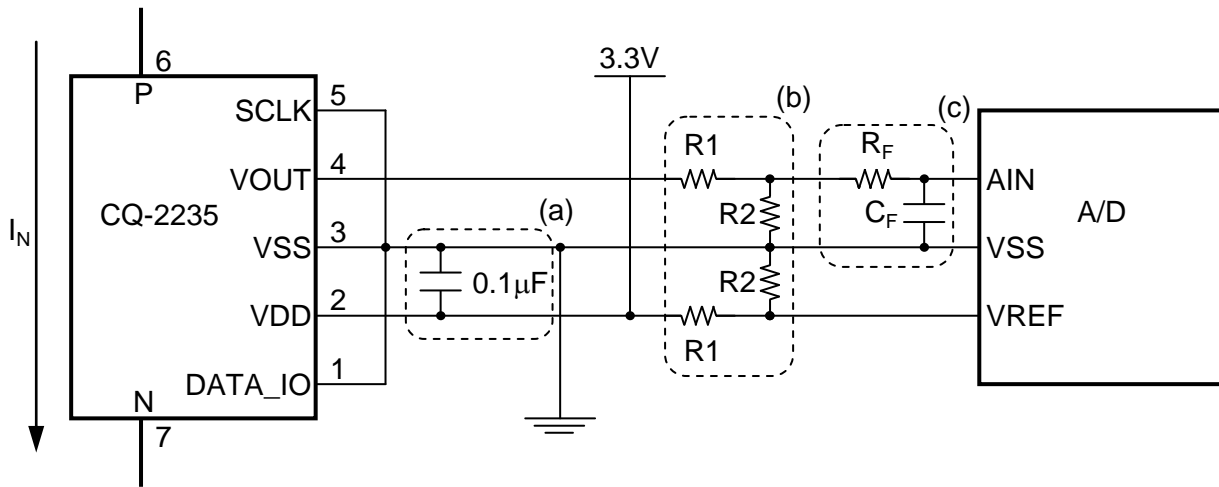 6
P
3.3V
SCLK
5
(b)
(c)
R1
RF
VOUT
4
AIN
CQ-2235
R2
CF
A/D
IN
(a)
VSS
3
VSS
0.1μF
R2
VDD
2
VREF
R1
DATA_IO
1
N
7